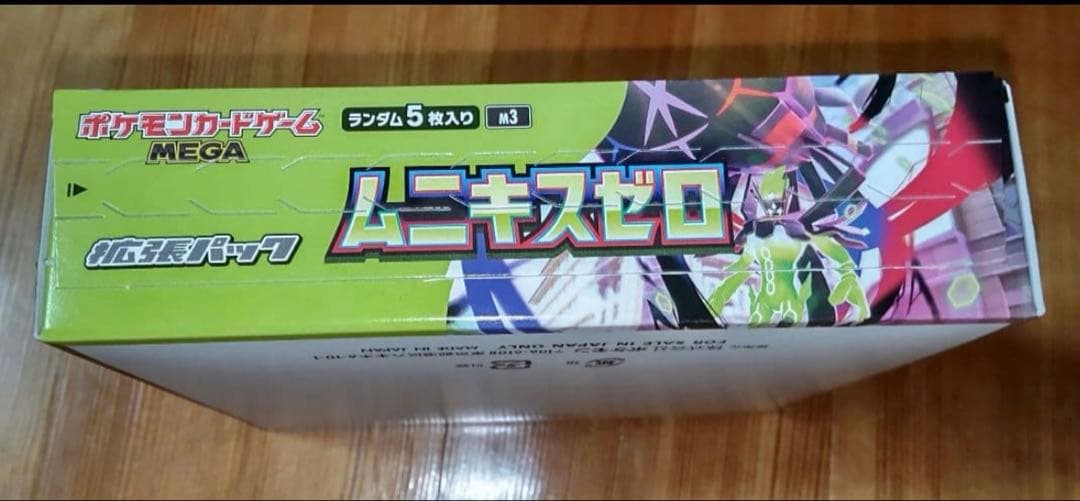 ポケモンカードゲーム
MEGA
ランダム5枚入り
M3
ムニキスゼロ
拡張パック
FOR SALE IN JAPAN ONLY
MADE IN JAPAN